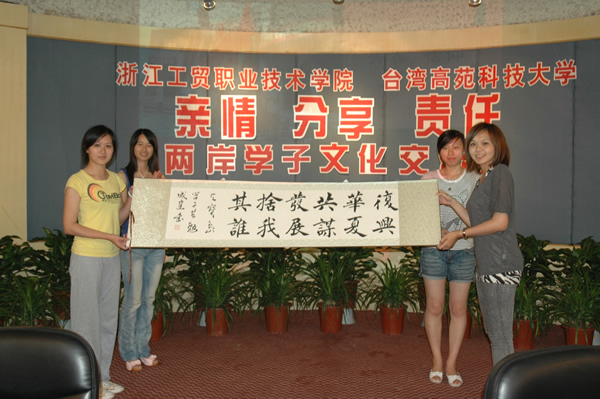 浙江工贸职业技术学院 台湾高苑科技大学
亲情 分享 责任
两岸学子文化交
復興
華夏
共謀
發展
捨我
其誰